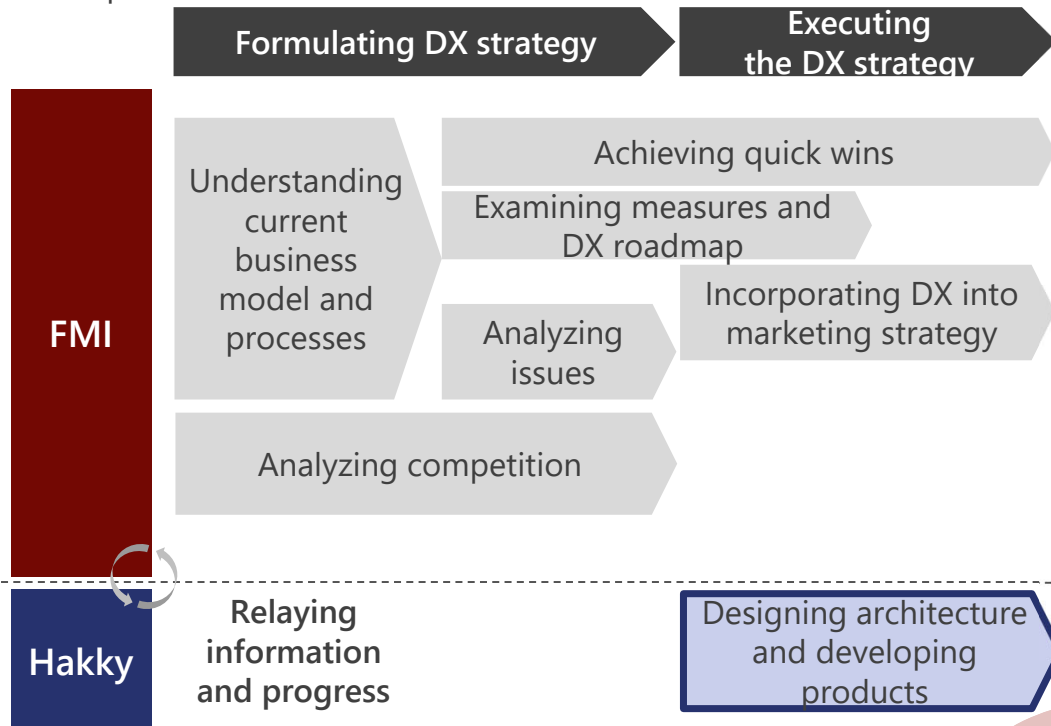 Formulating DX strategy
Executing
the DX strategy
FMI
Understanding
current
business
model and
processes
Achieving quick wins
Examining measures and
DX roadmap
Analyzing
issues
Incorporating DX into
marketing strategy
Analyzing competition
Hakky
Relaying
information
and progress
Designing architecture
and developing
products